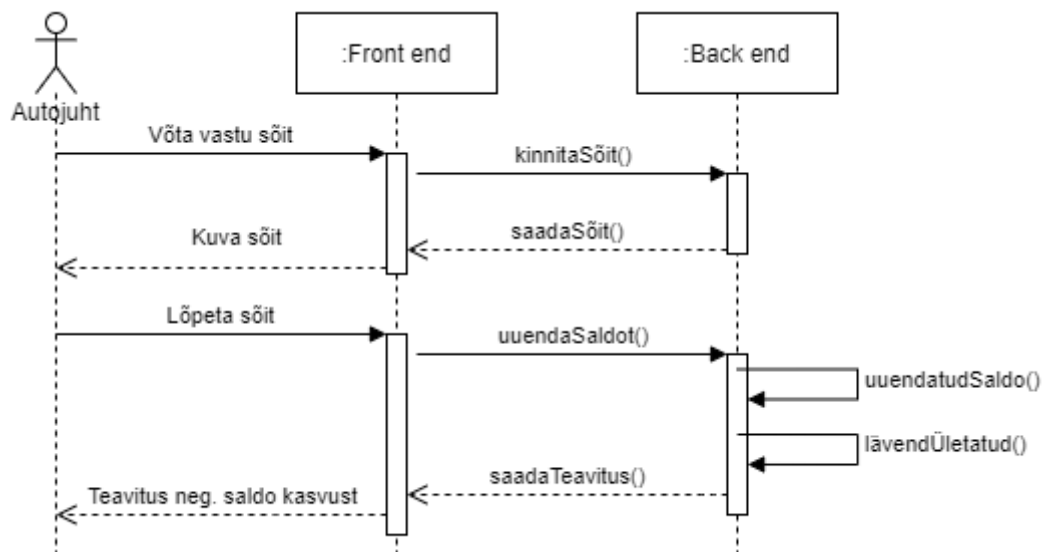 :Front end
:Back end
Autojuht
Võta vastu sõit
kinnitaSõit()
saadaSõit()
Kuva sõit
Lõpeta sõit
uuendaSaldot()
uuendatudSaldo()
lävendÜletatud()
saadaTeavitus()
Teavitus neg. saldo kasvust